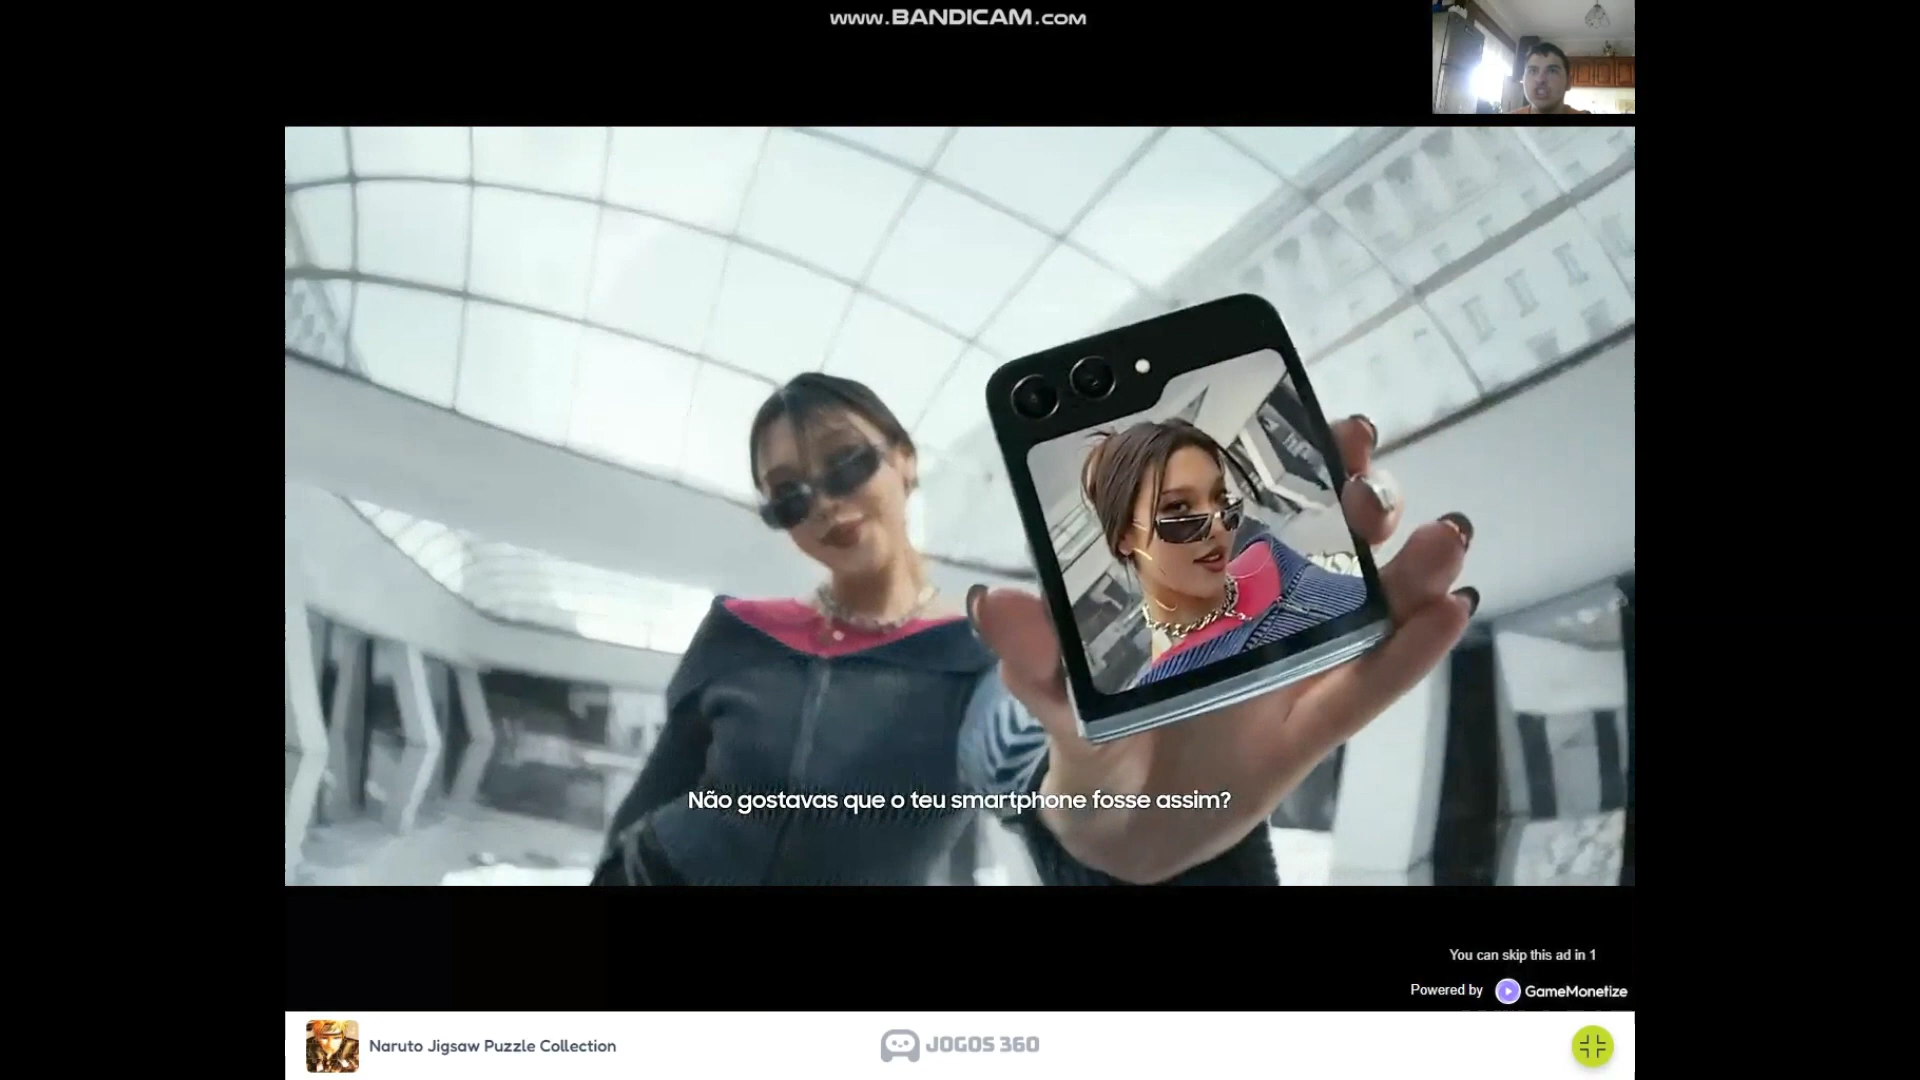 www.BANDICAM.com
Não gostavas que o teu smartphone fosse assim?
You can skip this ad in 1
Powered by GameMonetize
Naruto Jigsaw Puzzle Collection
JOGOS 360